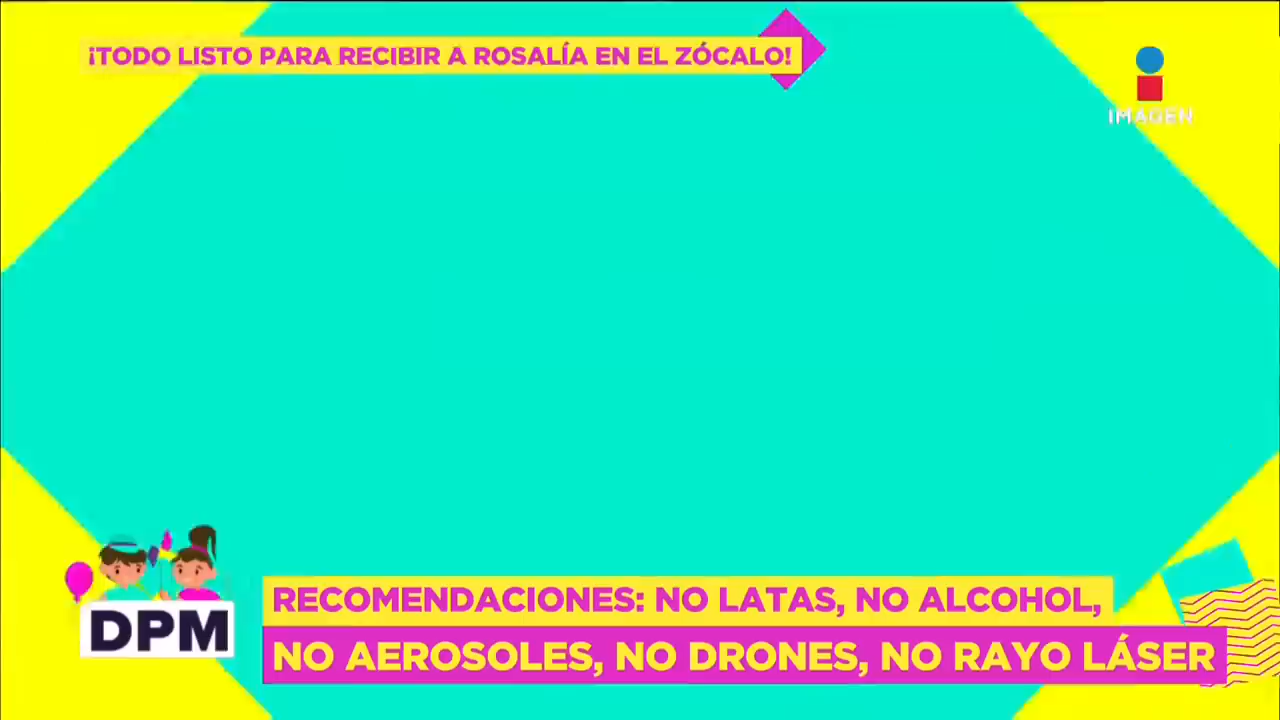 ¡TODO LISTO PARA RECIBIR A ROSALÍA EN EL ZÓCALO!
IMAGEN
RECOMENDACIONES: NO LATAS, NO ALCOHOL,
DPM
NO AEROSOLES, NO DRONES, NO RAYO LÁSER